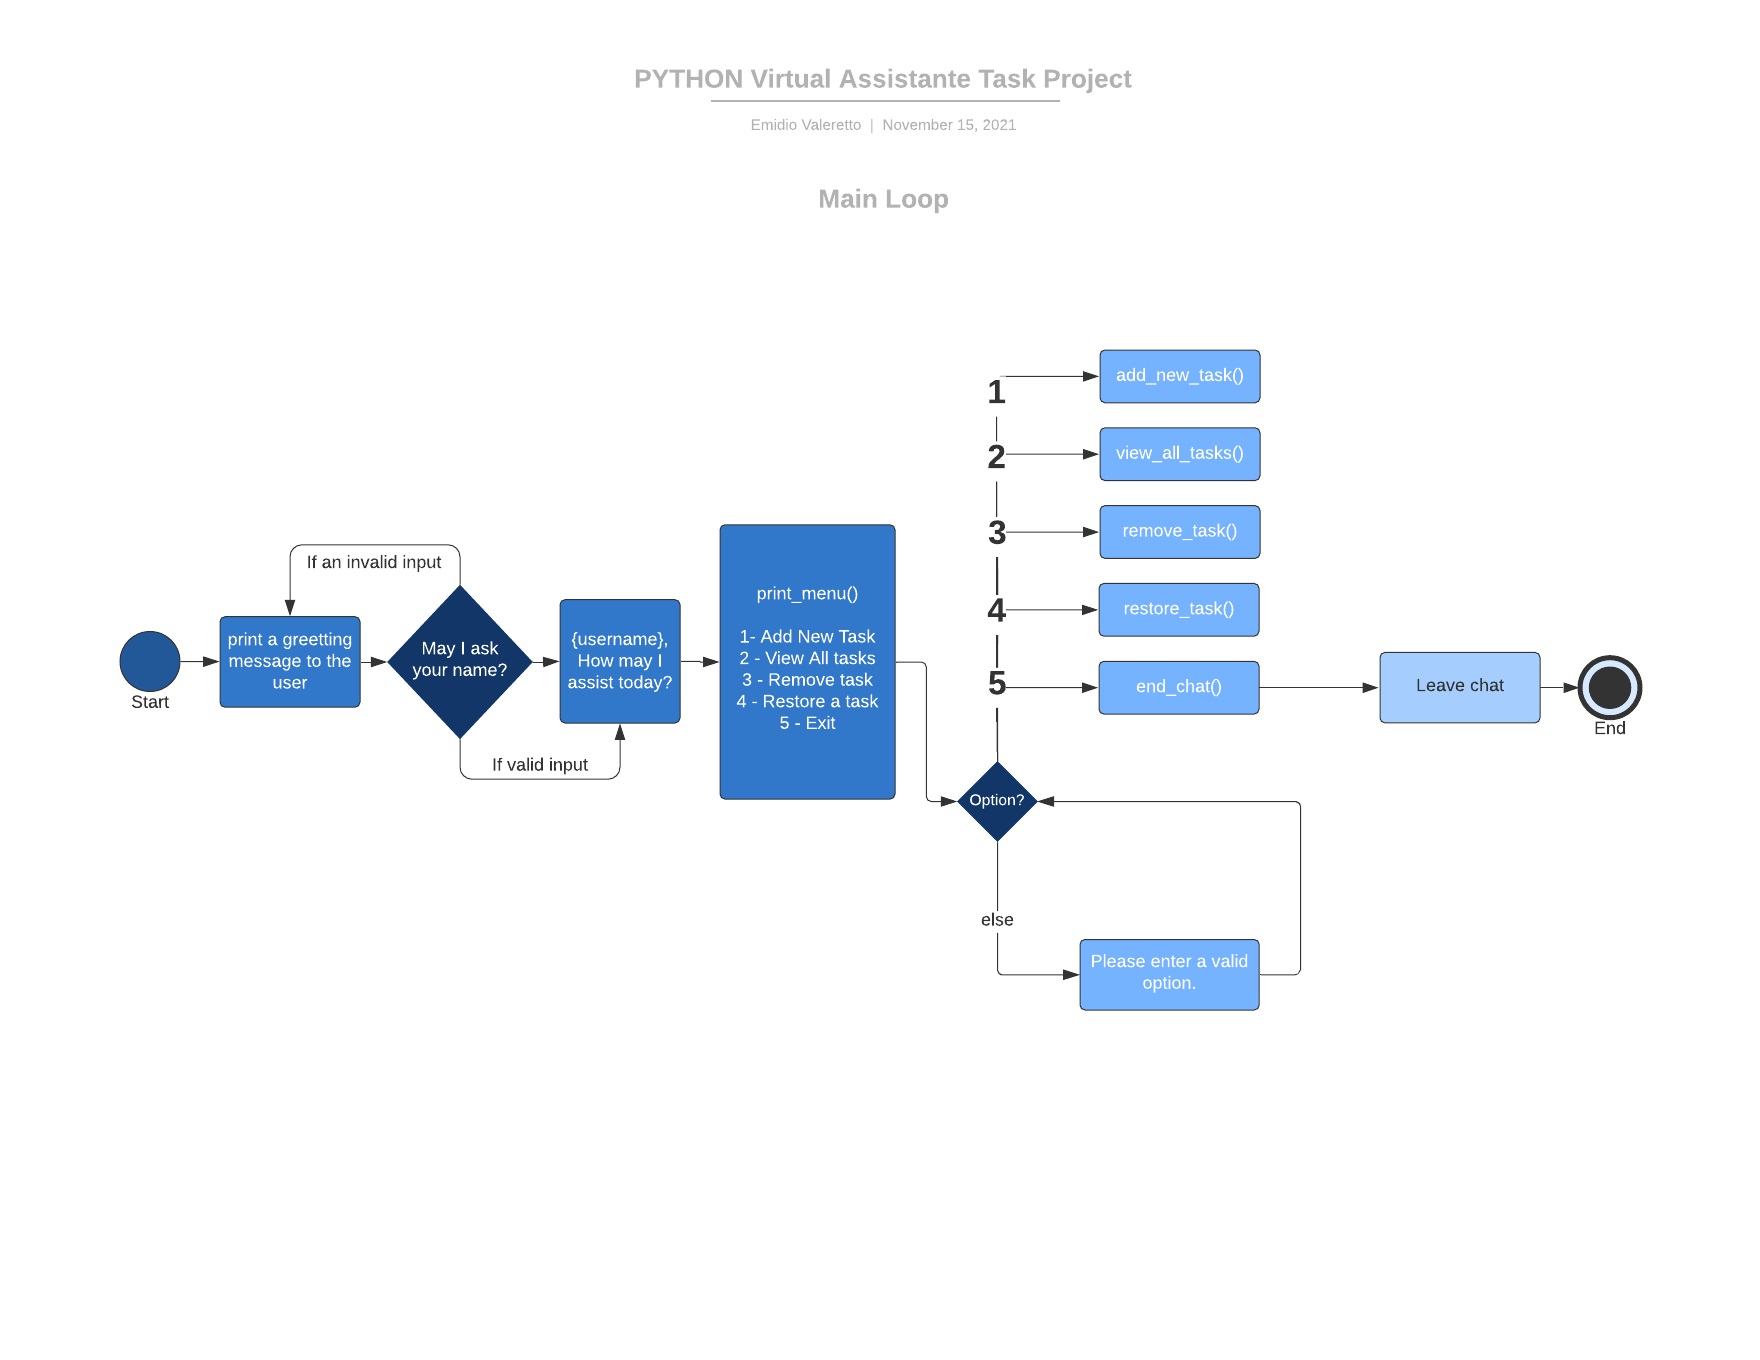 PYTHON Virtual Assistante Task Project
Emidio Valeretto | November 15, 2021
Main Loop
Start
print a greetting
message to the
user
If an invalid input
May I ask
your name?
If valid input
{username},
How may I
assist today?
print_menu()
1- Add New Task
2 - View All tasks
3 - Remove task
4 - Restore a task
5 - Exit
Option?
1
add_new_task()
2
view_all_tasks()
3
remove_task()
4
restore_task()
5
end_chat()
Leave chat
End
else
Please enter a valid
option.